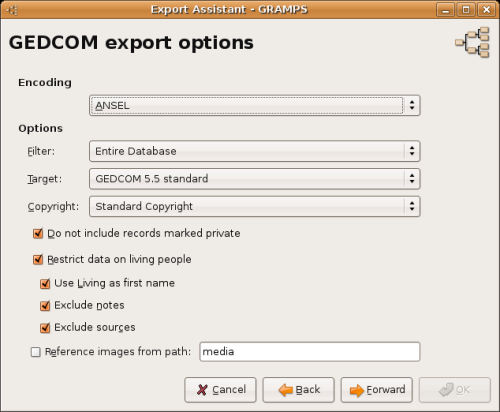 Export Assistant - GRAMPS
GEDCOM export options
Encoding
ANSEL
Options
Filter: Entire Database
Target: GEDCOM 5.5 standard
Copyright: Standard Copyright
Do not include records marked private
Restrict data on living people
Use Living as first name
Exclude notes
Exclude sources
Reference images from path: media
Cancel Back Forward OK